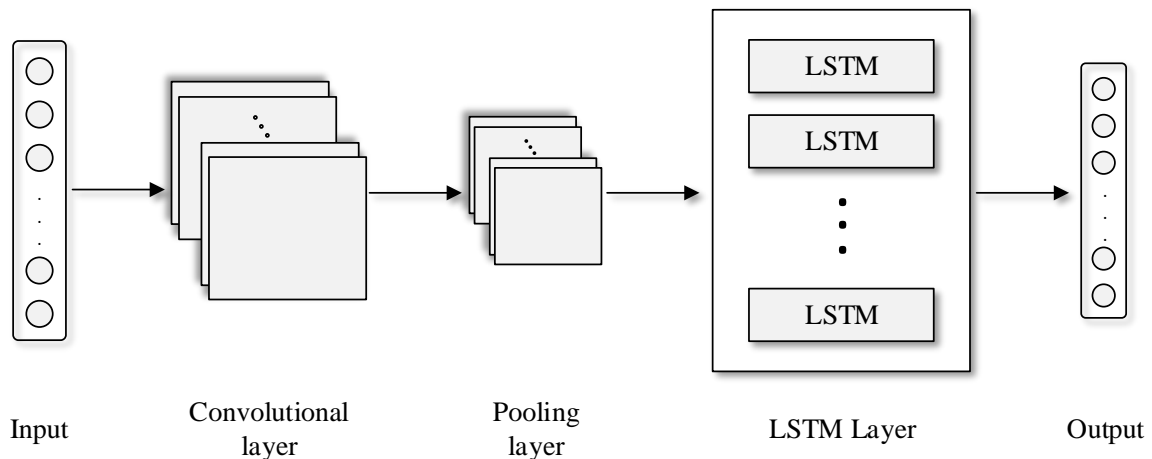 LSTM
LSTM
LSTM
Input
Convolutional
layer
Pooling
layer
LSTM Layer
Output